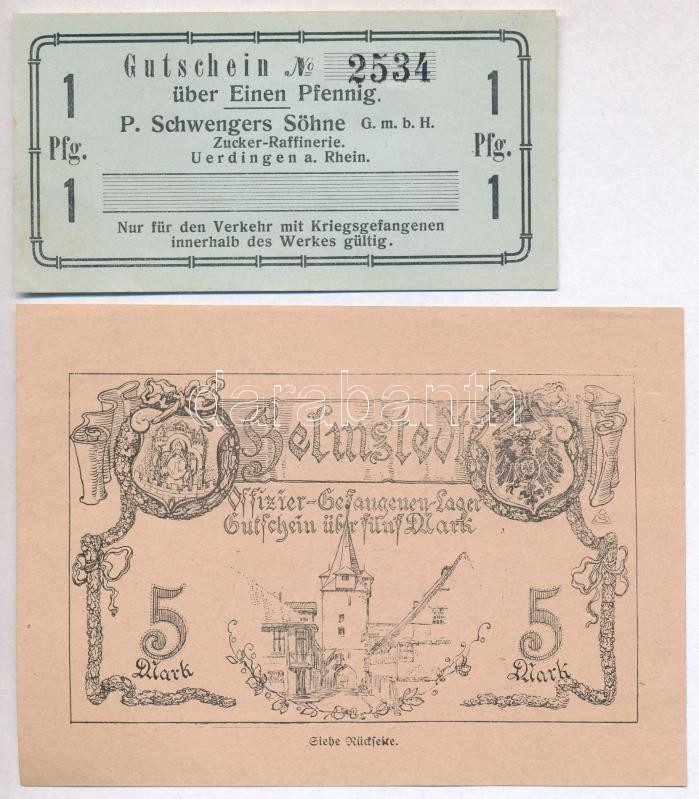 Gutschein № 2534
über Einen Pfennig.
P. Schwengers Söhne G. m. b. H.
Zucker-Raffinerie.
Uerdingen a. Rhein.
1
Pfg.
1
1
Pfg.
1
Nur für den Verkehr mit Kriegsgefangenen
innerhalb des Werkes gültig.
darabanth
Helmstedt
Offizier-Gefangenen-Lager
Gutschein über fünf Mark
5
Mark
5
Mark
Siehe Rückseite.